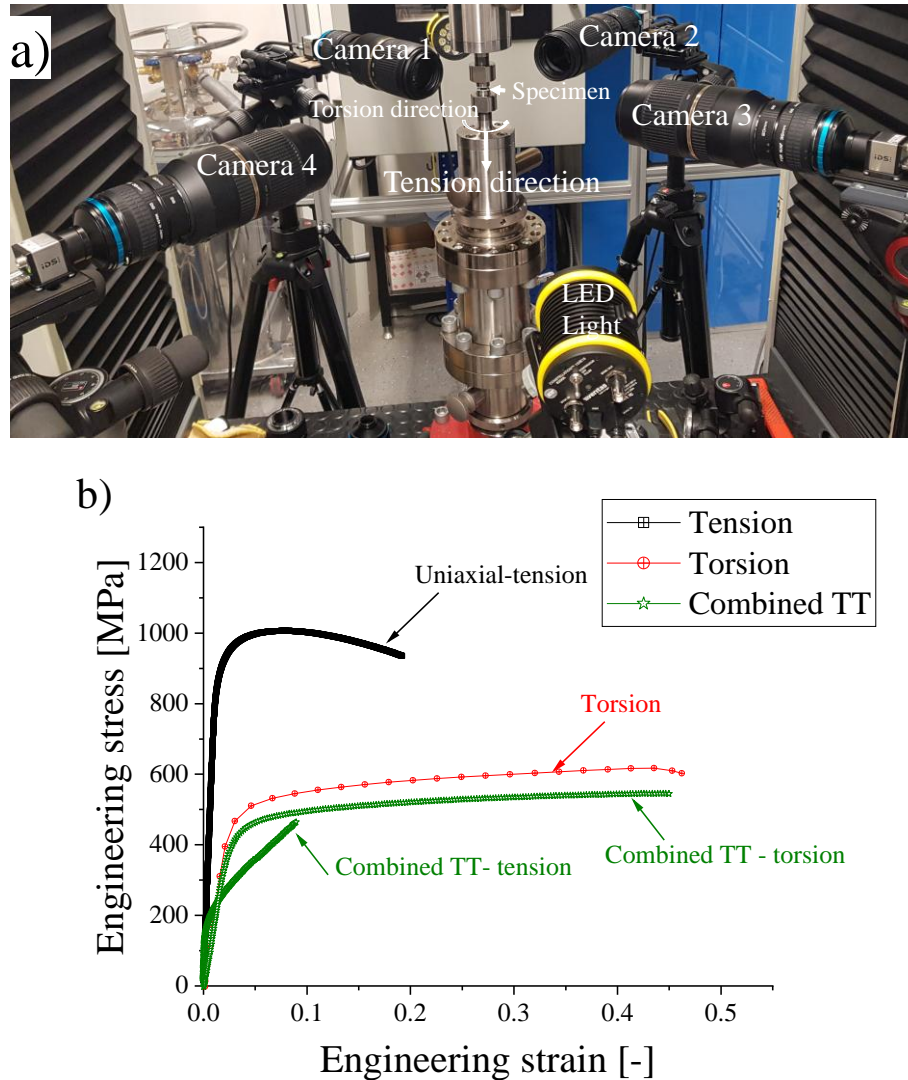 a)
Camera 1
Camera 2
Specimen
Torsion direction
Camera 3
Camera 4
Tension direction
iDS
iDS
LED
Light
b)
Engineering stress [MPa]
1200
1000
800
600
400
200
0
Uniaxial-tension
Tension
Torsion
Combined TT
Torsion
Combined TT- tension
Combined TT - torsion
0.0
0.1
0.2
0.3
0.4
0.5
Engineering strain [-]